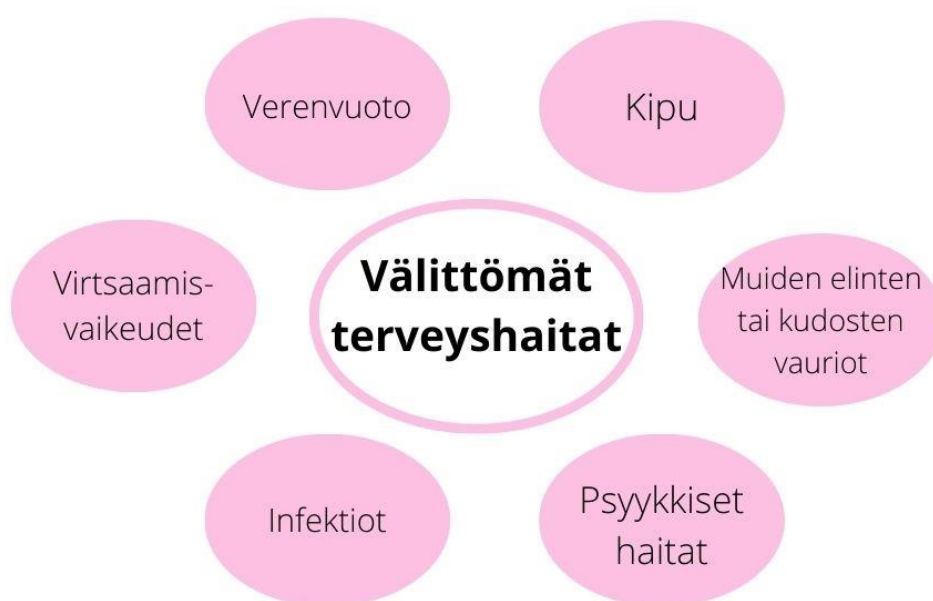 Verenvuoto
Kipu
Välittömät
terveyshaitat
Virtsaamis-
vaikeudet
Muiden elinten
tai kudosten
vauriot
Infektiot
Psyykkiset
haitat